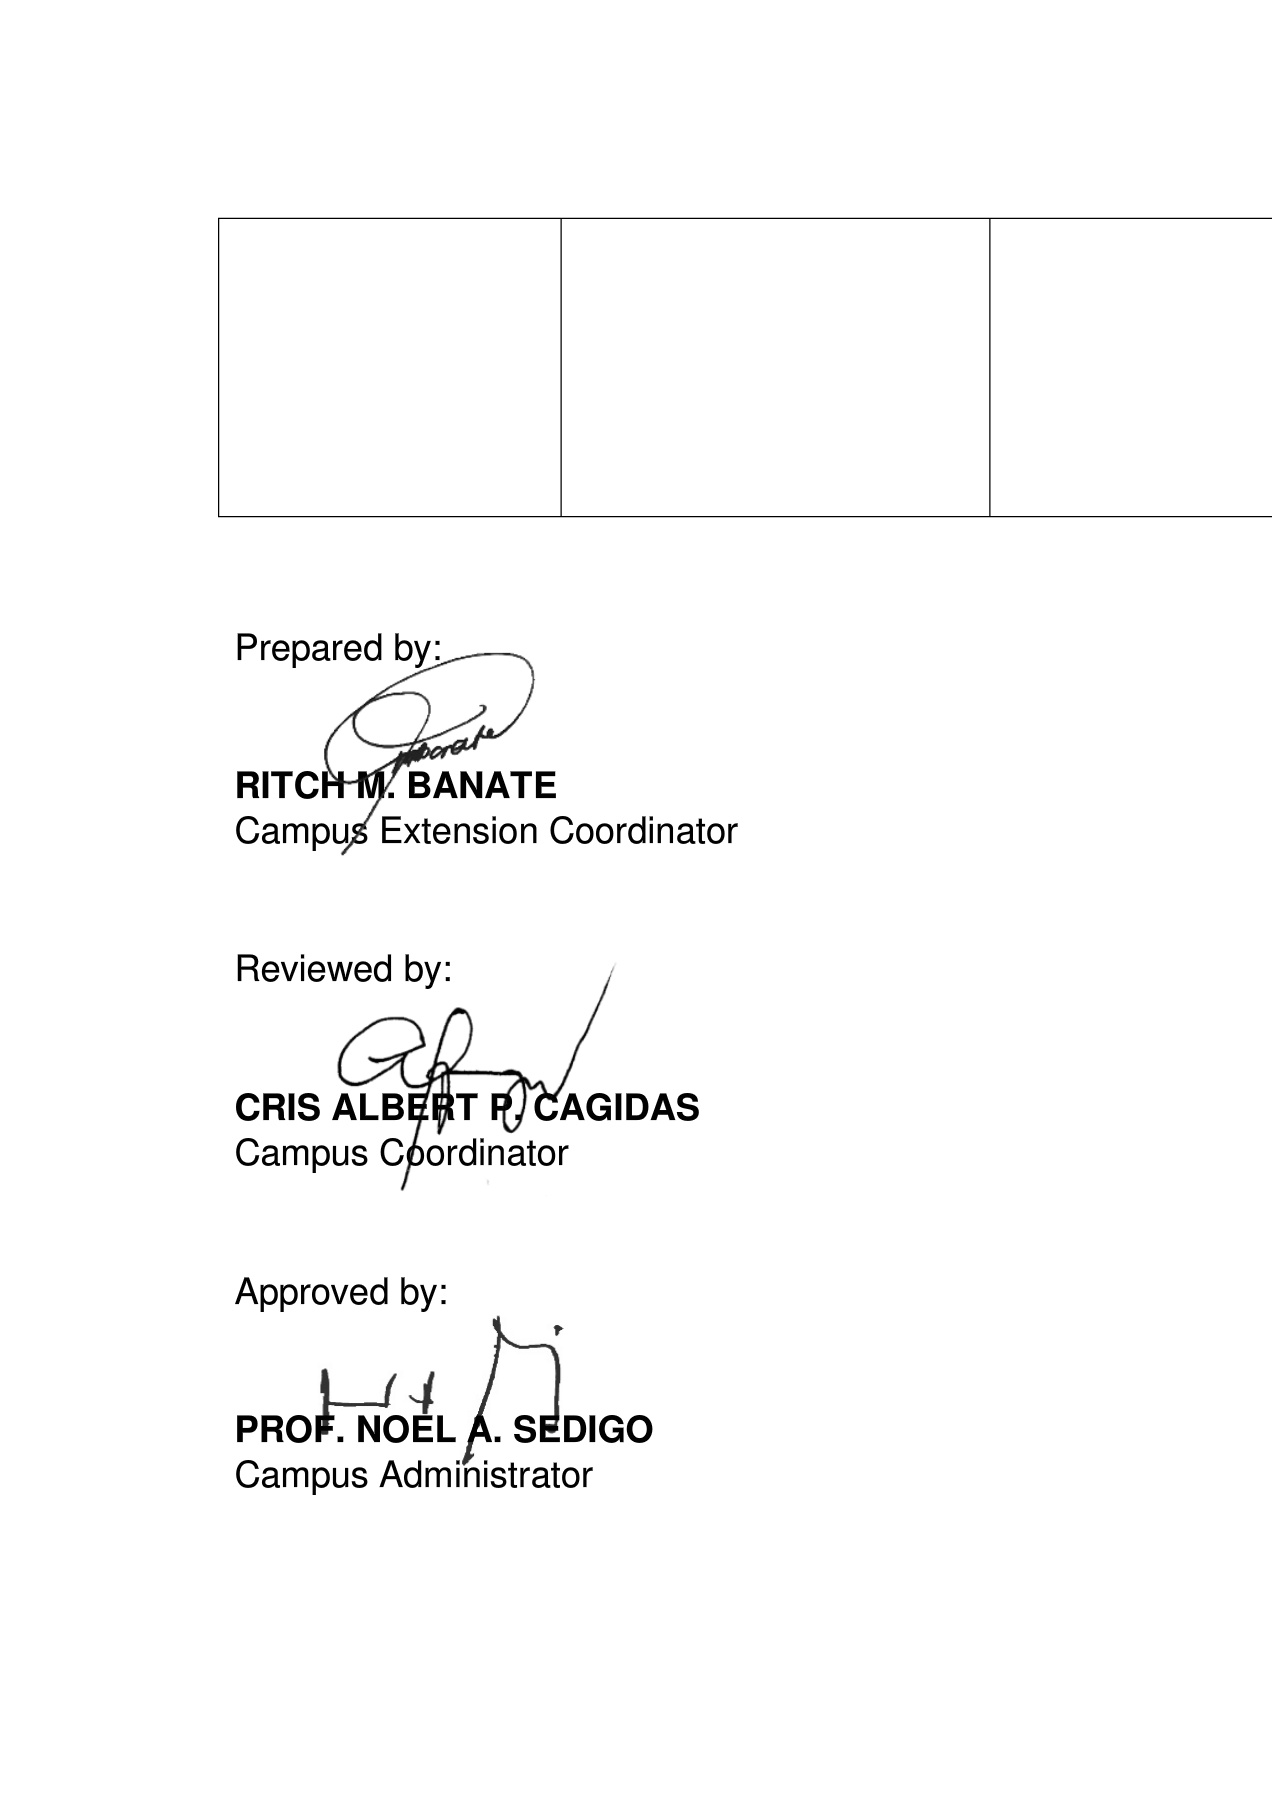 Prepared by:
RITCH M. BANATE
Campus Extension Coordinator
Reviewed by:
CRIS ALBERT P. CAGIDAS
Campus Coordinator
Approved by:
PROF. NOEL A. SEDIGO
Campus Administrator